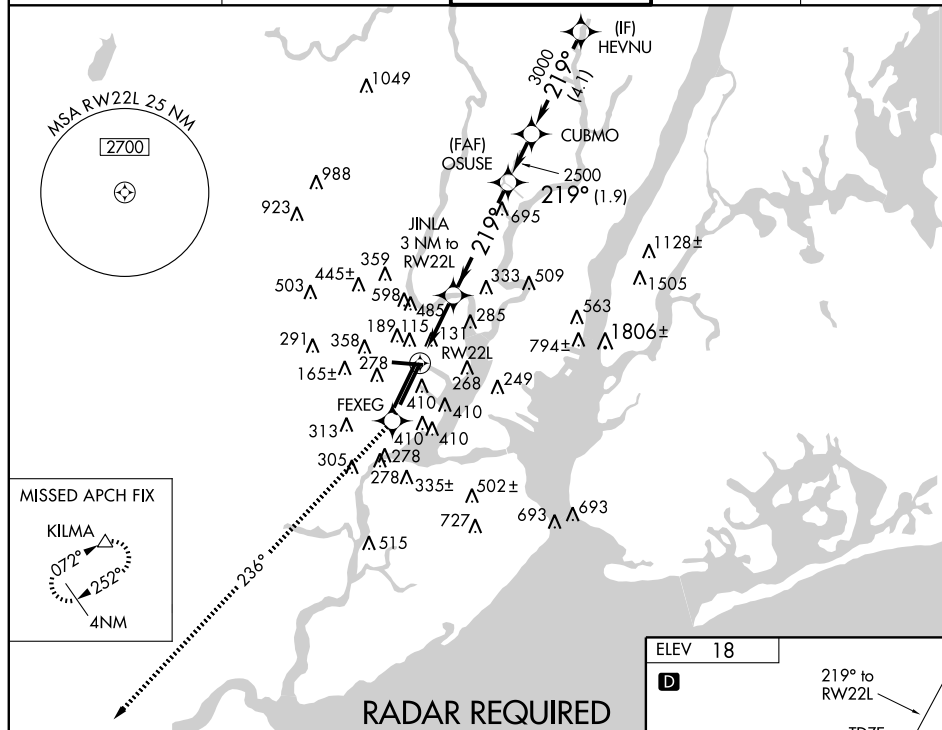 (IF)
HEVNU
3000
219°
(4.1)
1049
MSA RW22L 25 NM
2700
CUBMO
(FAF)
OSUSE
2500
219° (1.9)
988
923
695
JINLA
3 NM to
RW22L
219°
1128±
359
445±
503
333
509
1505
598
485
563
285
189
115
131
1806±
794±
291
358
RW22L
165±
278
268
249
410
FEXEG
410
313
410
410
305
278
278
335±
502±
MISSED APCH FIX
693
693
727
KILMA
515
072°
252°
236°
4NM
ELEV 18
D
219° to
RW22L
RADAR REQUIRED